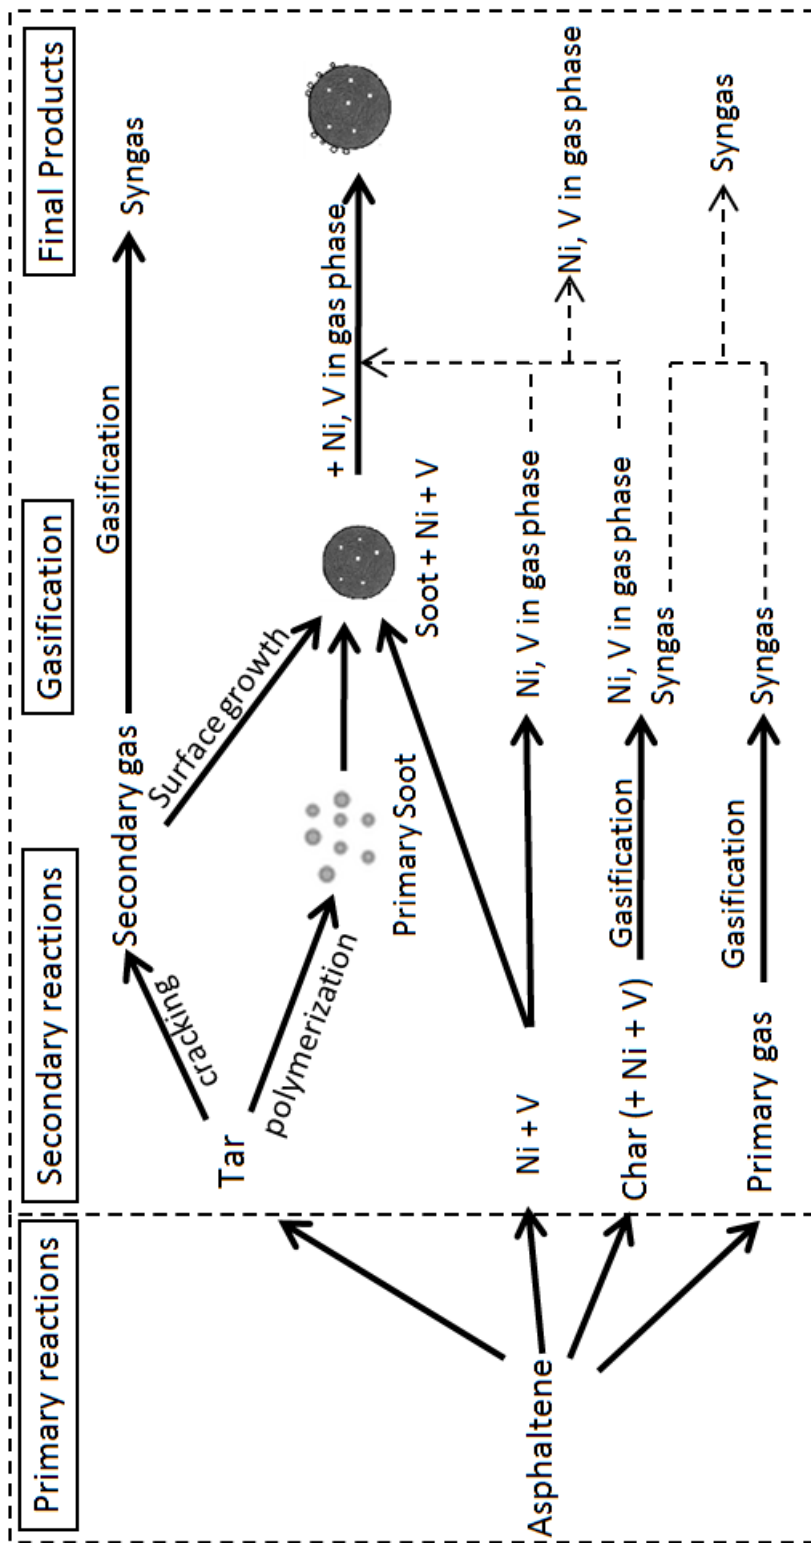 Primary reactions
Secondary reactions
Gasification
Final Products
Asphaltene
Tar
cracking
Secondary gas
Gasification
Syngas
polymerization
Surface growth
Primary Soot
Soot + Ni + V
+ Ni, V in gas phase
Ni + V
Ni, V in gas phase
Ni, V in gas phase
Char (+ Ni + V)
Gasification
Ni, V in gas phase
Syngas
Primary gas
Gasification
Syngas
Syngas